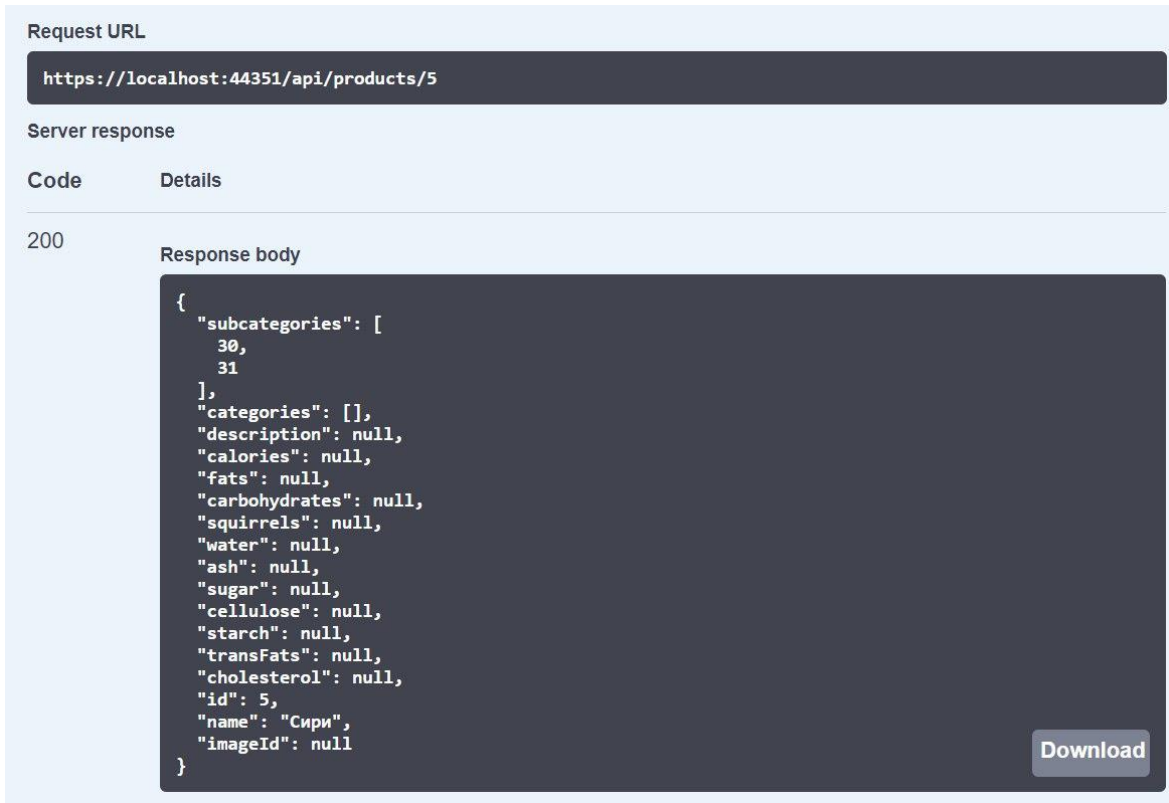 Request URL
https://localhost:44351/api/products/5
Server response
Code Details
200
Response body
{
  "subcategories": [
    30,
    31
  ],
  "categories": [],
  "description": null,
  "calories": null,
  "fats": null,
  "carbohydrates": null,
  "squirrels": null,
  "water": null,
  "ash": null,
  "sugar": null,
  "cellulose": null,
  "starch": null,
  "transFats": null,
  "cholesterol": null,
  "id": 5,
  "name": "Сири",
  "imageId": null
}
Download